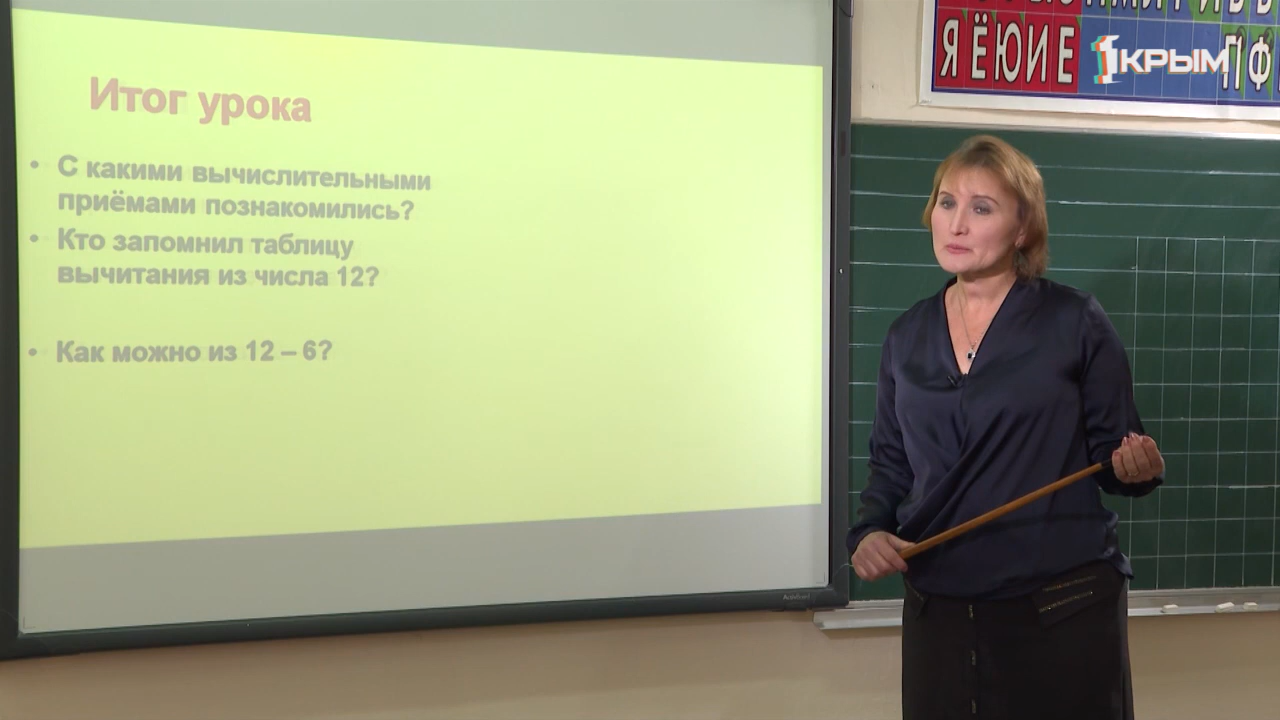 Итог урока
• С какими вычислительными
приёмами познакомились?
• Кто запомнил таблицу
вычитания из числа 12?
• Как можно из 12 – 6?
Я Ё Ю И Е
1 КРЫМ